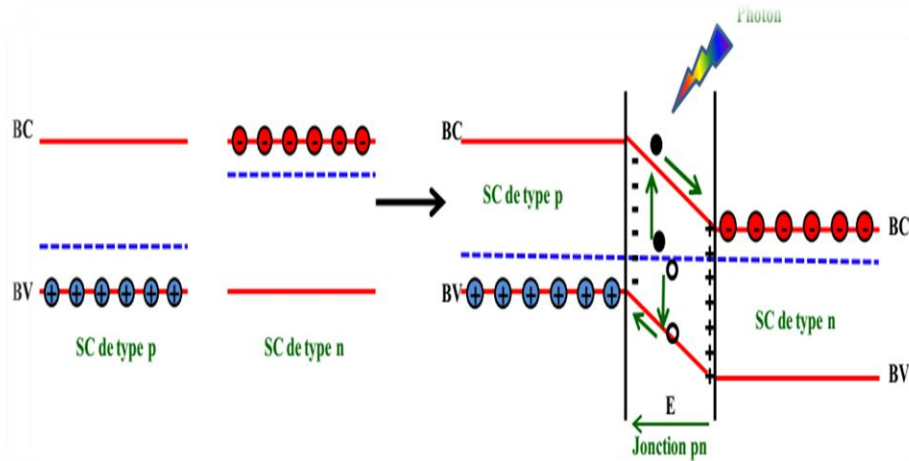 Photon
BC
BC
SC de type p
BC
BV
BV
SC de type p
SC de type n
SC de type n
BV
E
Jonction pn